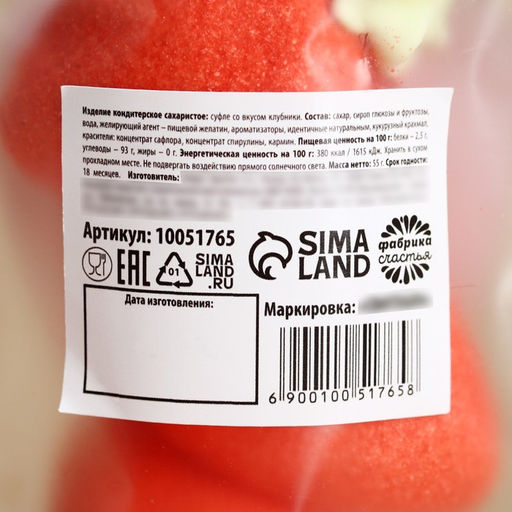 Изделие кондитерское сахаристое: суфле со вкусом клубники. Состав: сахар, сироп глюкозы и фруктозы,
вода, желирующий агент – пищевой желатин, ароматизаторы, идентичные натуральным, кукурузный крахмал,
красители: концентрат сафлора, концентрат спирулины, кармин. Пищевая ценность на 100 г: белка – 2,5 г,
углеводы – 93 г, жиры – 0 г. Энергетическая ценность на 100 г: 380 ккал / 1615 кДж. Хранить в сухом
прохладном месте. Не подвергать воздействию прямого солнечного света. Масса нетто: 55 г. Срок годности:
18 месяцев. Изготовитель:
Артикул: 10051765
EAC
01
SIMA
LAND
.RU
SIMA
LAND
фабрика
счастья
Дата изготовления:
Маркировка:
6 900100 517658